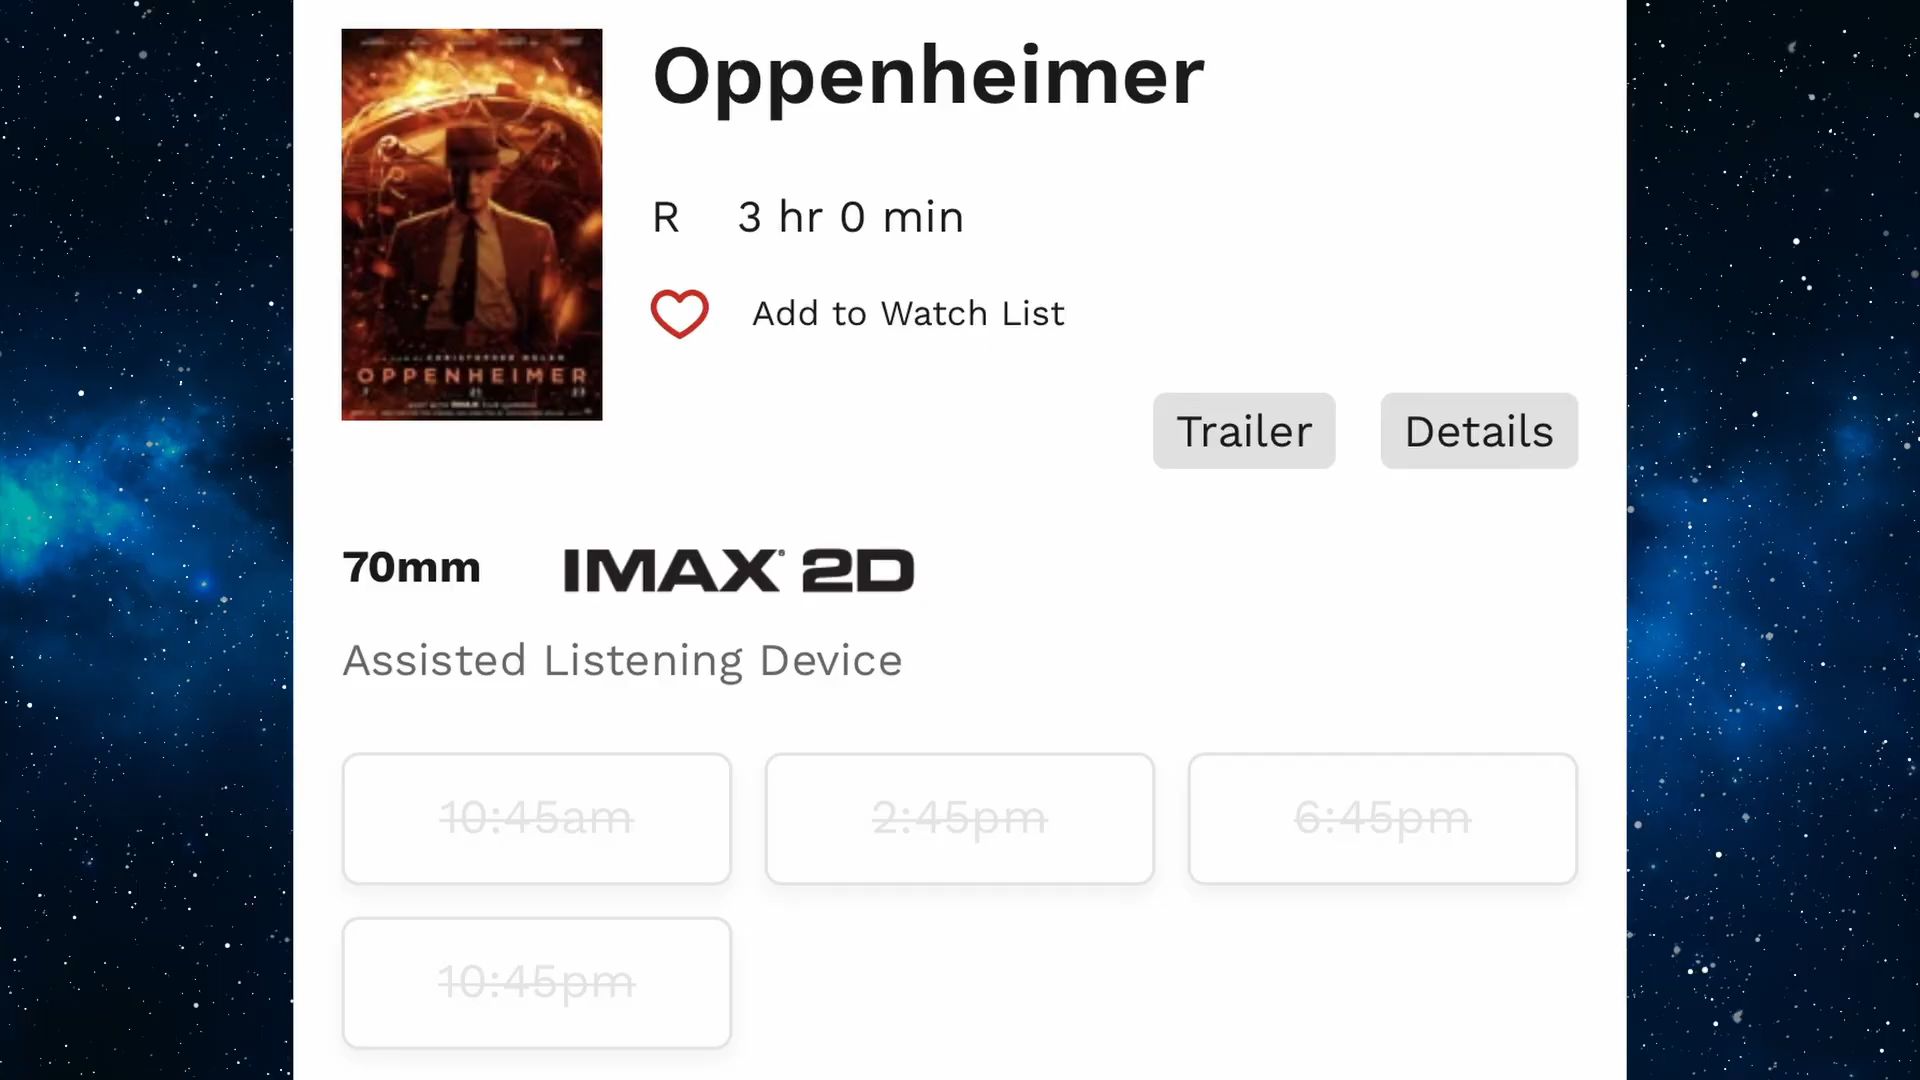 Oppenheimer
R 3 hr 0 min
Add to Watch List
OPPENHEIMER
Trailer Details
70mm IMAX® 2D
Assisted Listening Device
10:45am 2:45pm 6:45pm
10:45pm